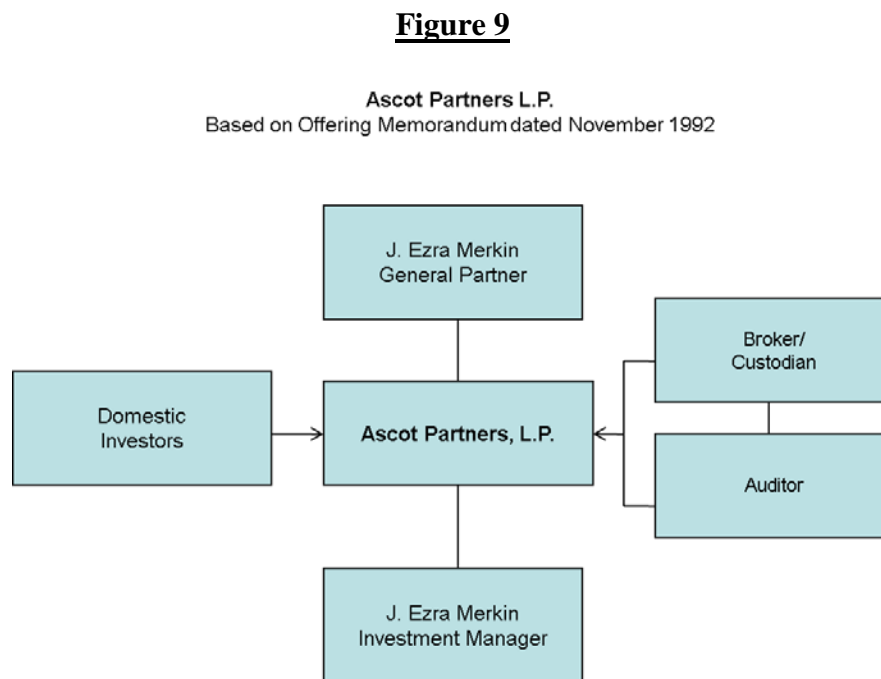 Figure 9
Ascot Partners L.P.
Based on Offering Memorandum dated November 1992
J. Ezra Merkin
General Partner
Broker/
Custodian
Domestic
Investors
Ascot Partners, L.P.
Auditor
J. Ezra Merkin
Investment Manager